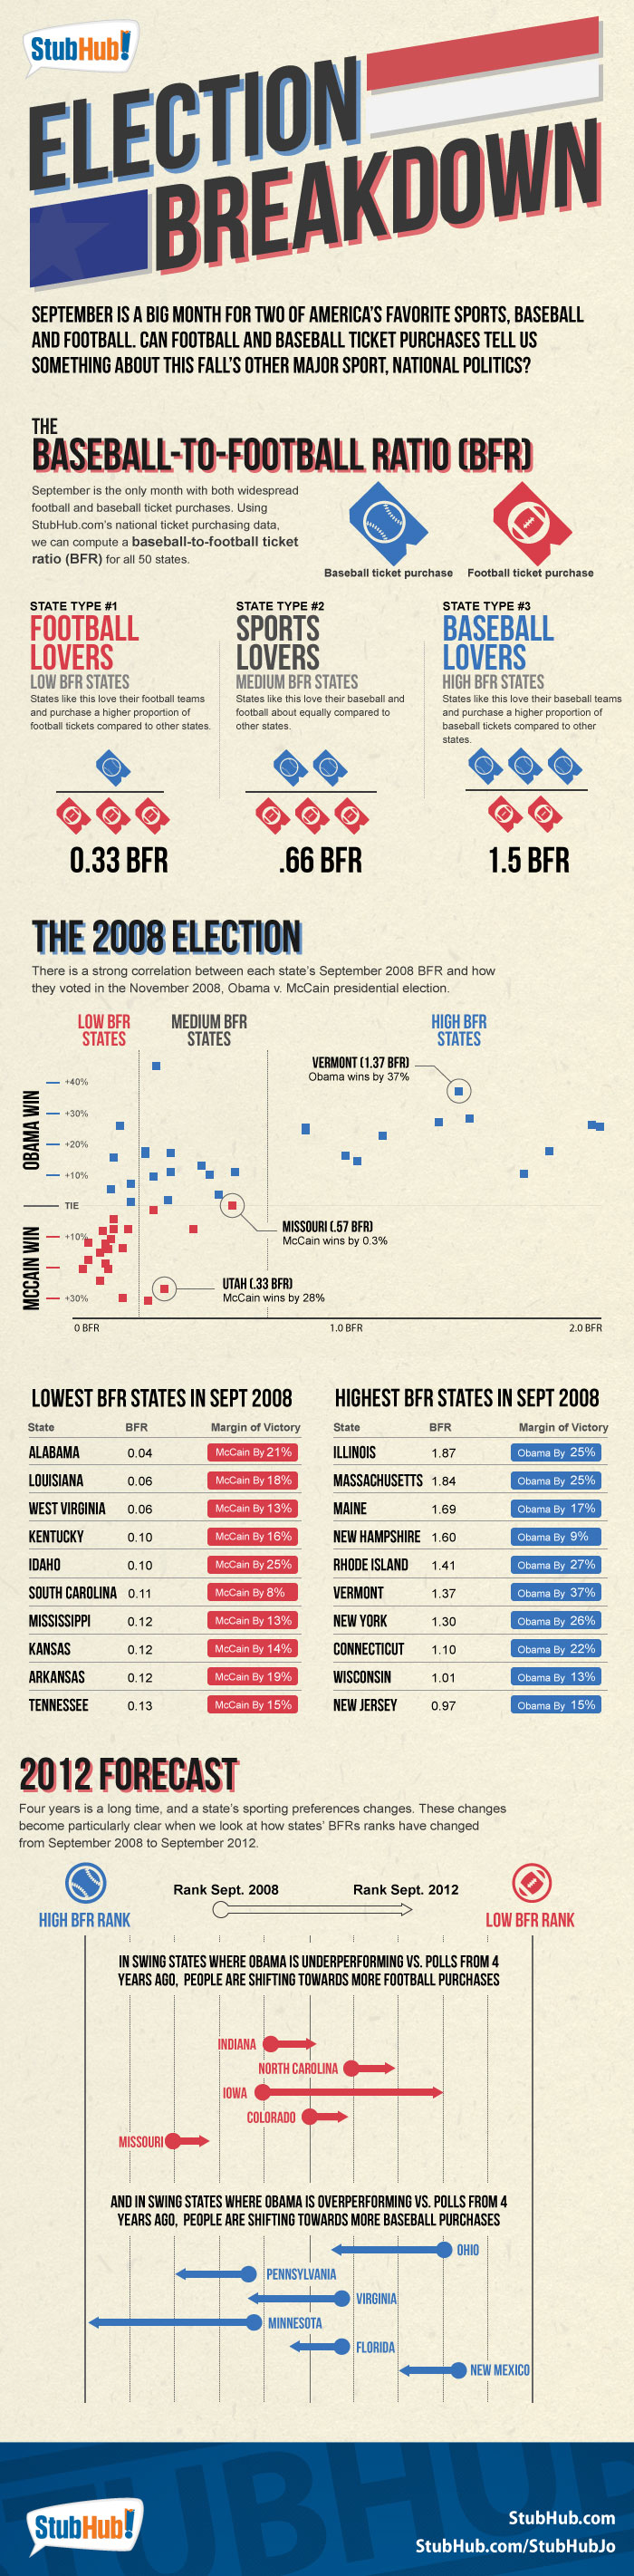 StubHub!
ELECTION
BREAKDOWN
SEPTEMBER IS A BIG MONTH FOR TWO OF AMERICA'S FAVORITE SPORTS, BASEBALL
AND FOOTBALL. CAN FOOTBALL AND BASEBALL TICKET PURCHASES TELL US
SOMETHING ABOUT THIS FALL'S OTHER MAJOR SPORT, NATIONAL POLITICS?
THE
BASEBALL-TO-FOOTBALL RATIO (BFR)
September is the only month with both widespread
football and baseball ticket purchases. Using
StubHub.com's national ticket purchasing data,
we can compute a baseball-to-football ticket
ratio (BFR) for all 50 states.
Baseball ticket purchase
Football ticket purchase
STATE TYPE #1
FOOTBALL
LOVERS
LOW BFR STATES
States like this love their football teams
and purchase a higher proportion of
football tickets compared to other states.
0.33 BFR
STATE TYPE #2
SPORTS
LOVERS
MEDIUM BFR STATES
States like this love their baseball and
football about equally compared to
other states.
.66 BFR
STATE TYPE #3
BASEBALL
LOVERS
HIGH BFR STATES
States like this love their baseball teams
and purchase a higher proportion of
baseball tickets compared to other
states.
1.5 BFR
THE 2008 ELECTION
There is a strong correlation between each state's September 2008 BFR and how
they voted in the November 2008, Obama v. McCain presidential election.
LOW BFR
STATES
MEDIUM BFR
STATES
HIGH BFR
STATES
OBAMA WIN
MCCAIN WIN
+40%
+30%
+20%
+10%
TIE
+10%
+30%
VERMONT (1.37 BFR)
Obama wins by 37%
MISSOURI (.57 BFR)
McCain wins by 0.3%
UTAH (.33 BFR)
McCain wins by 28%
0 BFR
1.0 BFR
2.0 BFR
LOWEST BFR STATES IN SEPT 2008
State BFR Margin of Victory
ALABAMA 0.04 McCain By 21%
LOUISIANA 0.06 McCain By 18%
WEST VIRGINIA 0.06 McCain By 13%
KENTUCKY 0.10 McCain By 16%
IDAHO 0.10 McCain By 25%
SOUTH CAROLINA 0.11 McCain By 8%
MISSISSIPPI 0.12 McCain By 13%
KANSAS 0.12 McCain By 14%
ARKANSAS 0.12 McCain By 19%
TENNESSEE 0.13 McCain By 15%
HIGHEST BFR STATES IN SEPT 2008
State BFR Margin of Victory
ILLINOIS 1.87 Obama By 25%
MASSACHUSETTS 1.84 Obama By 25%
MAINE 1.69 Obama By 17%
NEW HAMPSHIRE 1.60 Obama By 9%
RHODE ISLAND 1.41 Obama By 27%
VERMONT 1.37 Obama By 37%
NEW YORK 1.30 Obama By 26%
CONNECTICUT 1.10 Obama By 22%
WISCONSIN 1.01 Obama By 13%
NEW JERSEY 0.97 Obama By 15%
2012 FORECAST
Four years is a long time, and a state's sporting preferences changes. These changes
become particularly clear when we look at how states' BFRs ranks have changed
from September 2008 to September 2012.
HIGH BFR RANK
Rank Sept. 2008
Rank Sept. 2012
LOW BFR RANK
IN SWING STATES WHERE OBAMA IS UNDERPERFORMING VS. POLLS FROM 4
YEARS AGO, PEOPLE ARE SHIFTING TOWARDS MORE FOOTBALL PURCHASES
INDIANA
NORTH CAROLINA
IOWA
COLORADO
MISSOURI
AND IN SWING STATES WHERE OBAMA IS OVERPERFORMING VS. POLLS FROM 4
YEARS AGO, PEOPLE ARE SHIFTING TOWARDS MORE BASEBALL PURCHASES
OHIO
PENNSYLVANIA
VIRGINIA
MINNESOTA
FLORIDA
NEW MEXICO
STUBHUB
StubHub!
StubHub.com
StubHub.com/StubHubJo